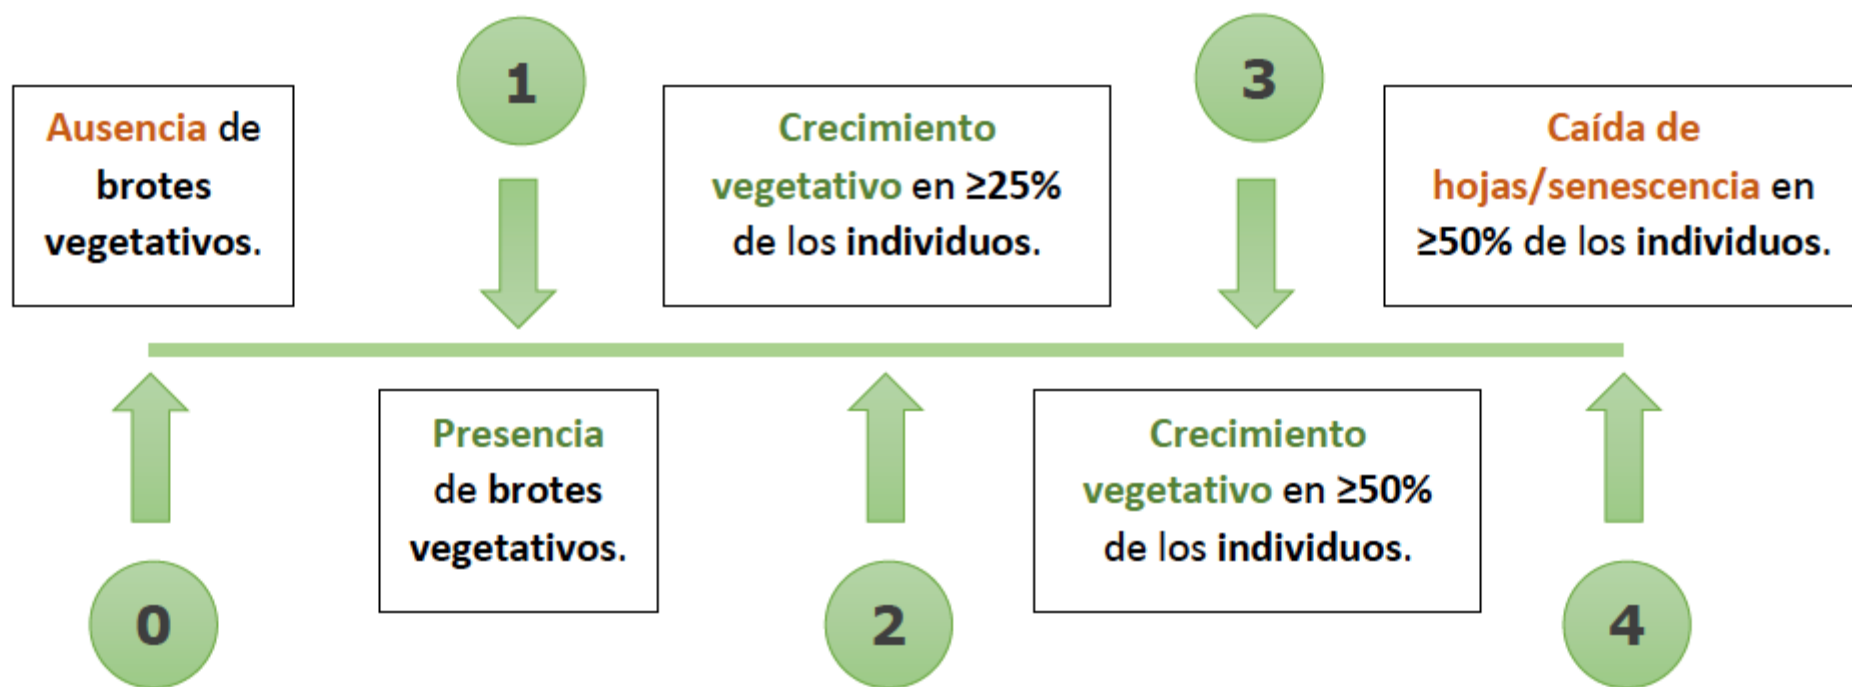 0
Ausencia de
brotes
vegetativos.
1
Presencia
de brotes
vegetativos.
2
Crecimiento
vegetativo en ≥25%
de los individuos.
3
Crecimiento
vegetativo en ≥50%
de los individuos.
4
Caída de
hojas/senescencia en
≥50% de los individuos.